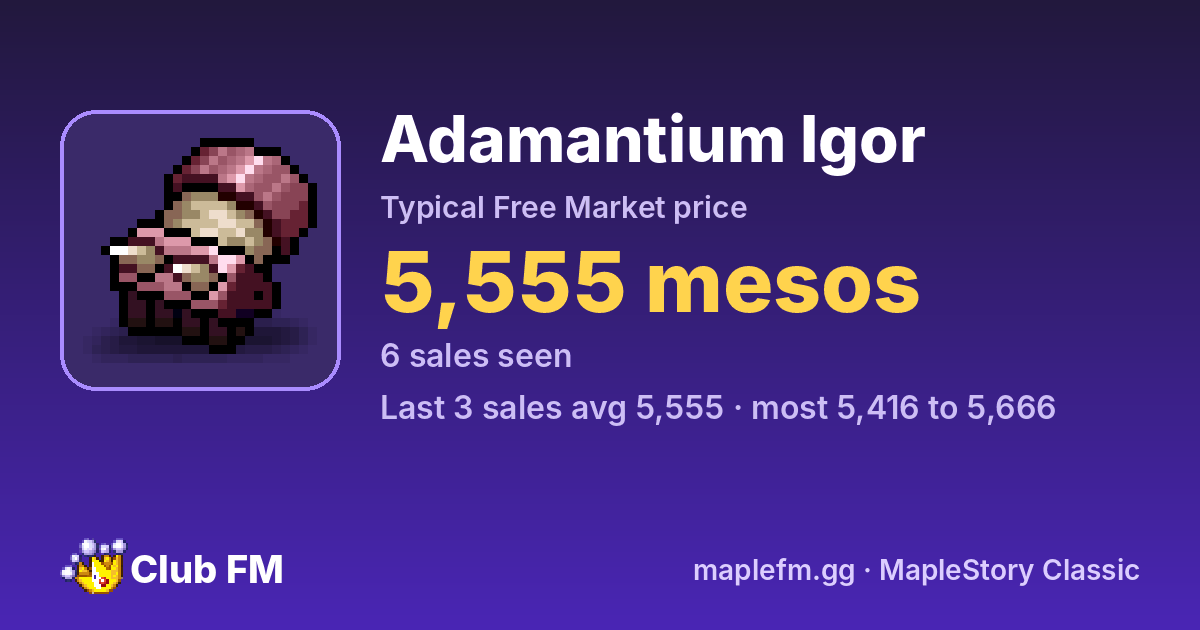 Adamantium Igor
Typical Free Market price
5,555 mesos
6 sales seen
Last 3 sales avg 5,555 · most 5,416 to 5,666
Club FM
maplefm.gg · MapleStory Classic